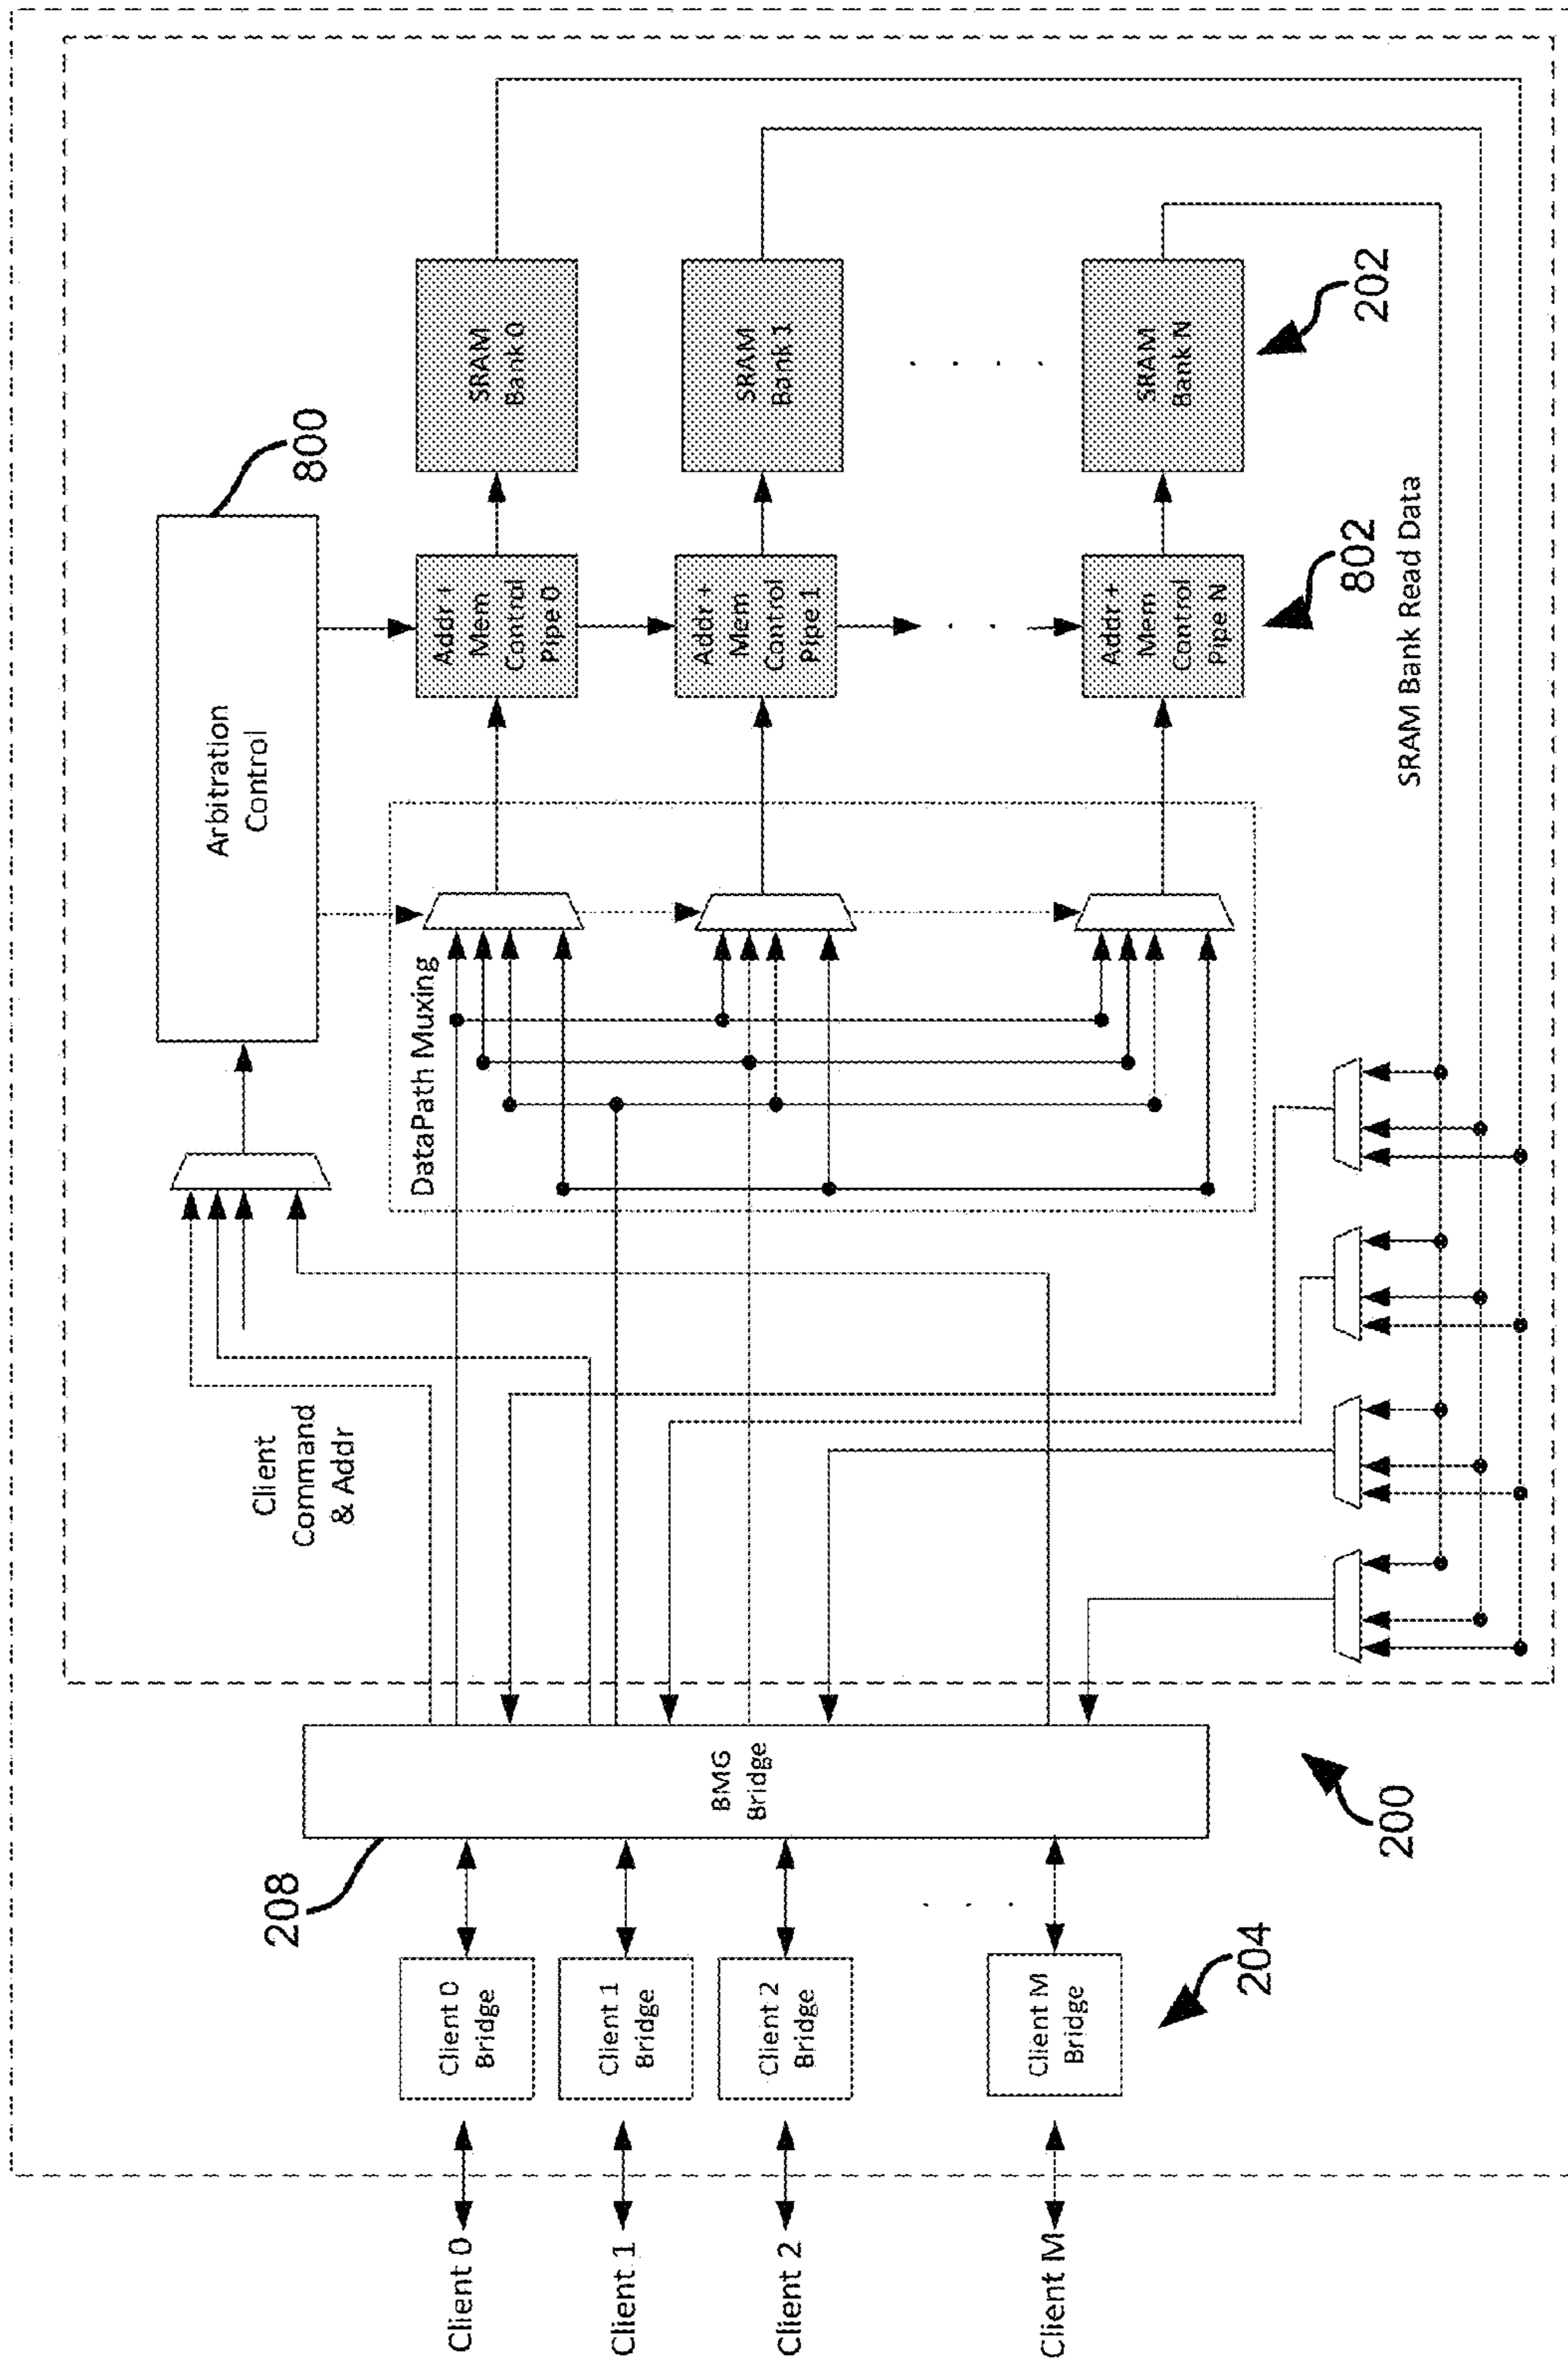 Arbitration
Control
800
Client
Command
& Addr
DataPath Muxing
Addr +
Mem
Control
Pipe 0
SRAM
Bank 0
208
Client 0
Client 0
Bridge
Client 1
Client 1
Bridge
Client 2
Client 2
Bridge
Client M
Client M
Bridge
BMG
Bridge
Addr +
Mem
Control
Pipe 1
SRAM
Bank 1
Addr +
Mem
Control
Pipe N
SRAM
Bank N
204
200
802
202
SRAM Bank Read Data